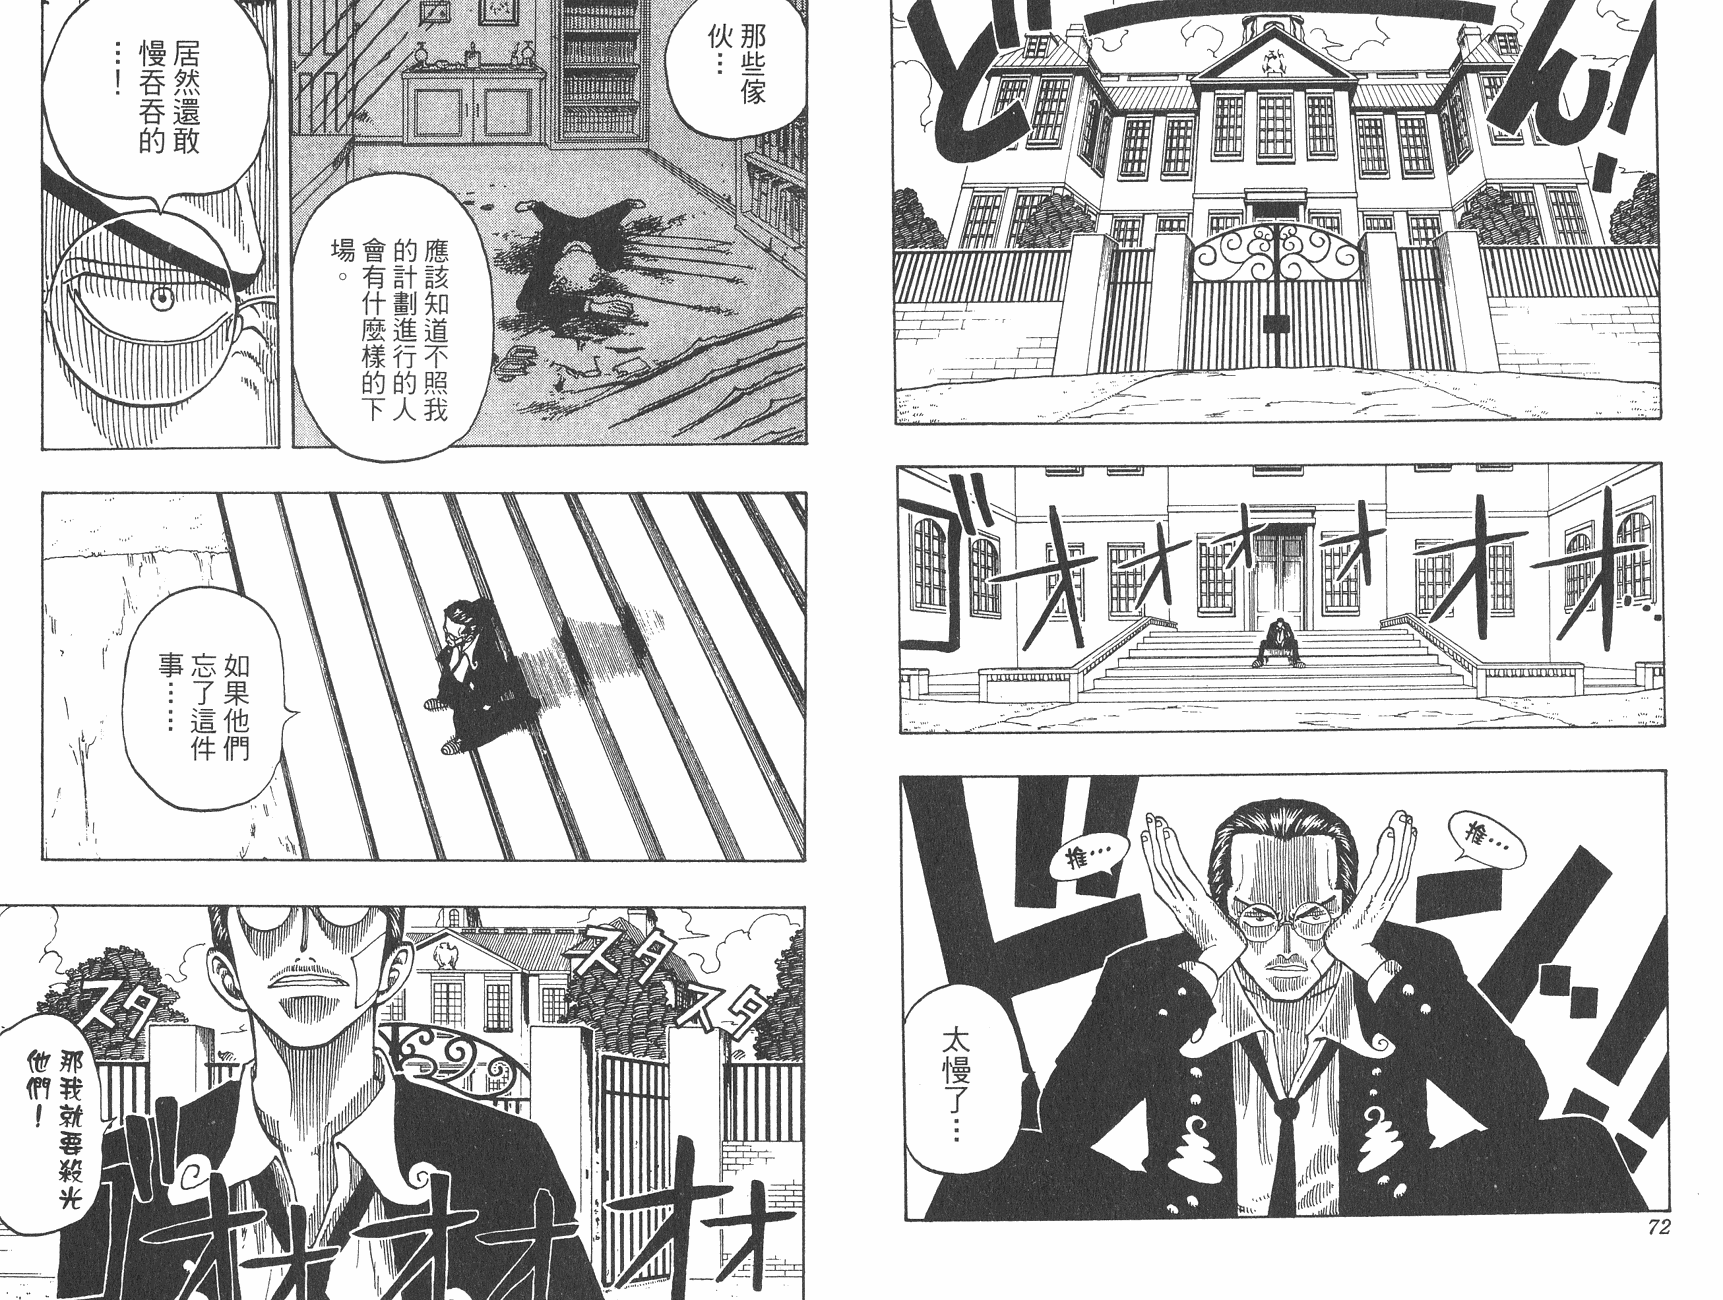 ど
ーん!
ゴ"オオオオオオ…
推…
推…
太慢了…
ドーン!!
72
那些傢
伙…
應該知道不照我
的計劃進行的人
會有什麼樣的下
場。
居然還敢
慢吞吞的
…!
如果他們
忘了這件
事……
スタ
スタ
スタ
那我就要殺光
他們!
ゴオオオオオオ